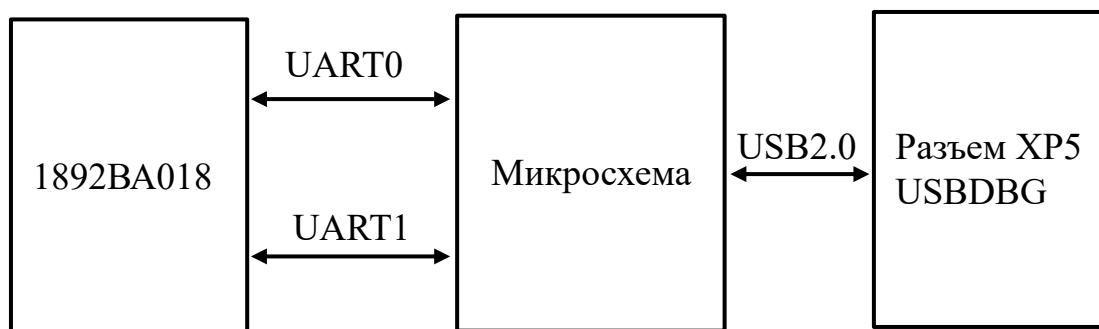 UART0
1892ВА018
UART1
Микросхема
USB2.0
Разъем XP5
USBDBG